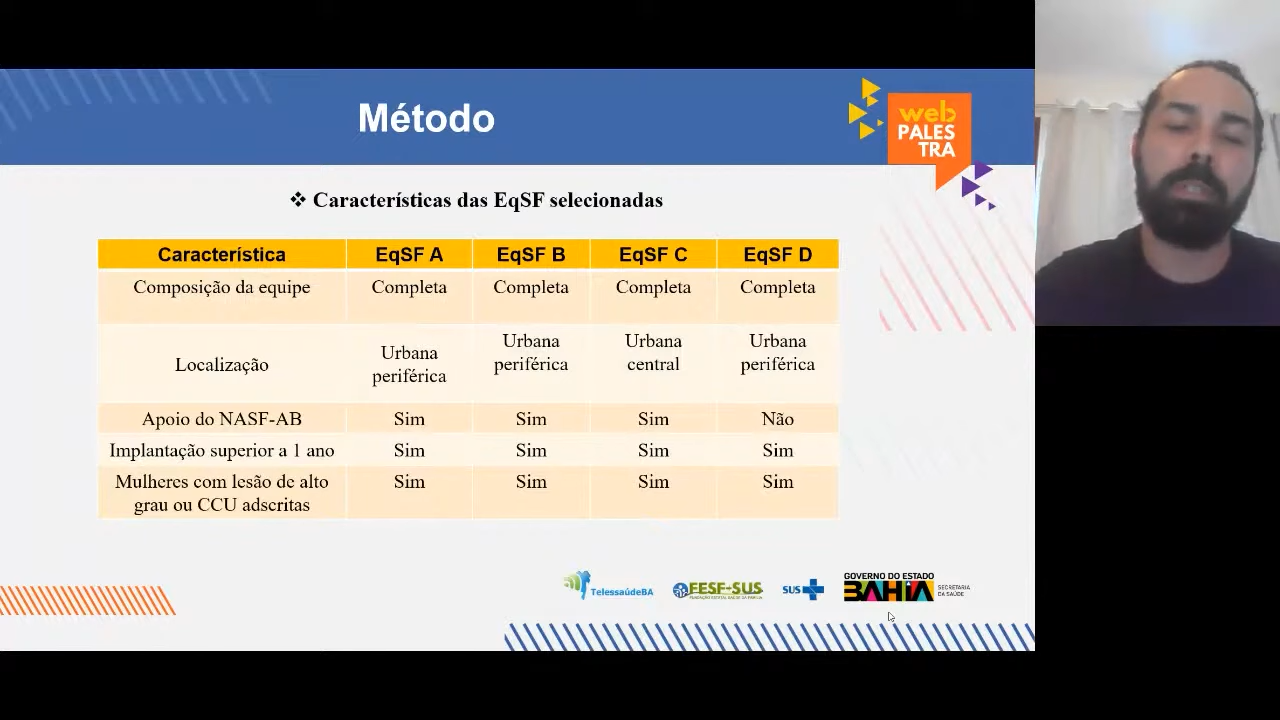 Método
web
PALES
TRA
❖ Características das EqSF selecionadas
Característica EqSF A EqSF B EqSF C EqSF D
Composição da equipe Completa Completa Completa Completa
Localização Urbana periférica Urbana periférica Urbana central Urbana periférica
Apoio do NASF-AB Sim Sim Sim Não
Implantação superior a 1 ano Sim Sim Sim Sim
Mulheres com lesão de alto grau ou CCU adscritas Sim Sim Sim Sim
TelessaúdeBA
FESF-SUS
SUS
GOVERNO DO ESTADO
BAHIA
SECRETARIA
DA SAÚDE